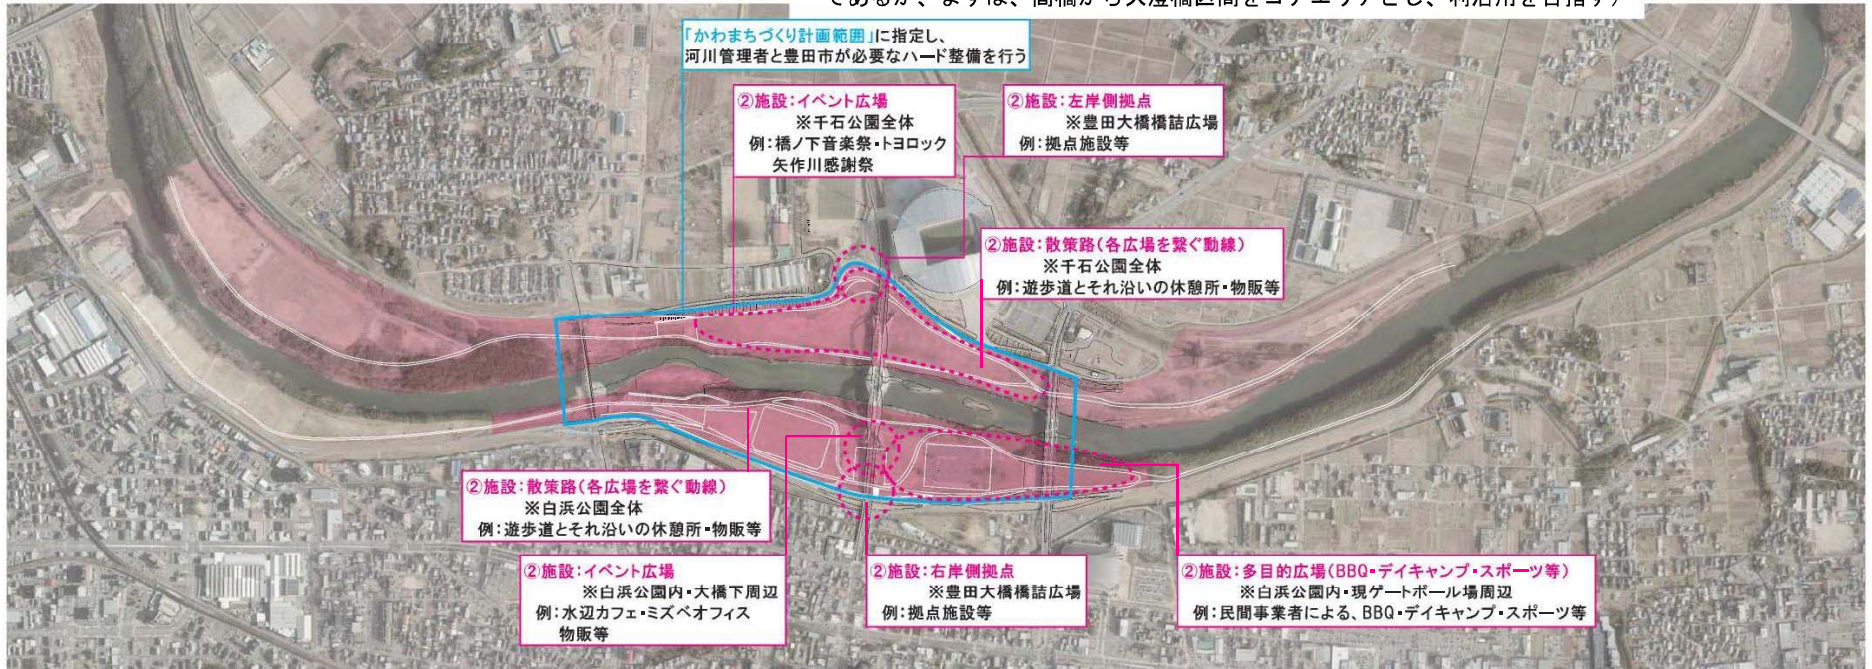 「かわまちづくり計画範囲」に指定し、
河川管理者と豊田市が必要なハード整備を行う
②施設：イベント広場
※千石公園全体
例：橋ノ下音楽祭・トヨロック
矢作川感謝祭
②施設：左岸側拠点
※豊田大橋橋詰広場
例：拠点施設等
②施設：散策路（各広場を繋ぐ動線）
※千石公園全体
例：遊歩道とそれ沿いの休憩所・物販等
②施設：散策路（各広場を繋ぐ動線）
※白浜公園全体
例：遊歩道とそれ沿いの休憩所・物販等
②施設：イベント広場
※白浜公園内・大橋下周辺
例：水辺カフェ・ミズベオフィス
物販等
②施設：右岸側拠点
※豊田大橋橋詰広場
例：拠点施設等
②施設：多目的広場（BBQ・デイキャンプ・スポーツ等）
※白浜公園内・現ゲートボール場周辺
例：民間事業者による、BBQ・デイキャンプ・スポーツ等